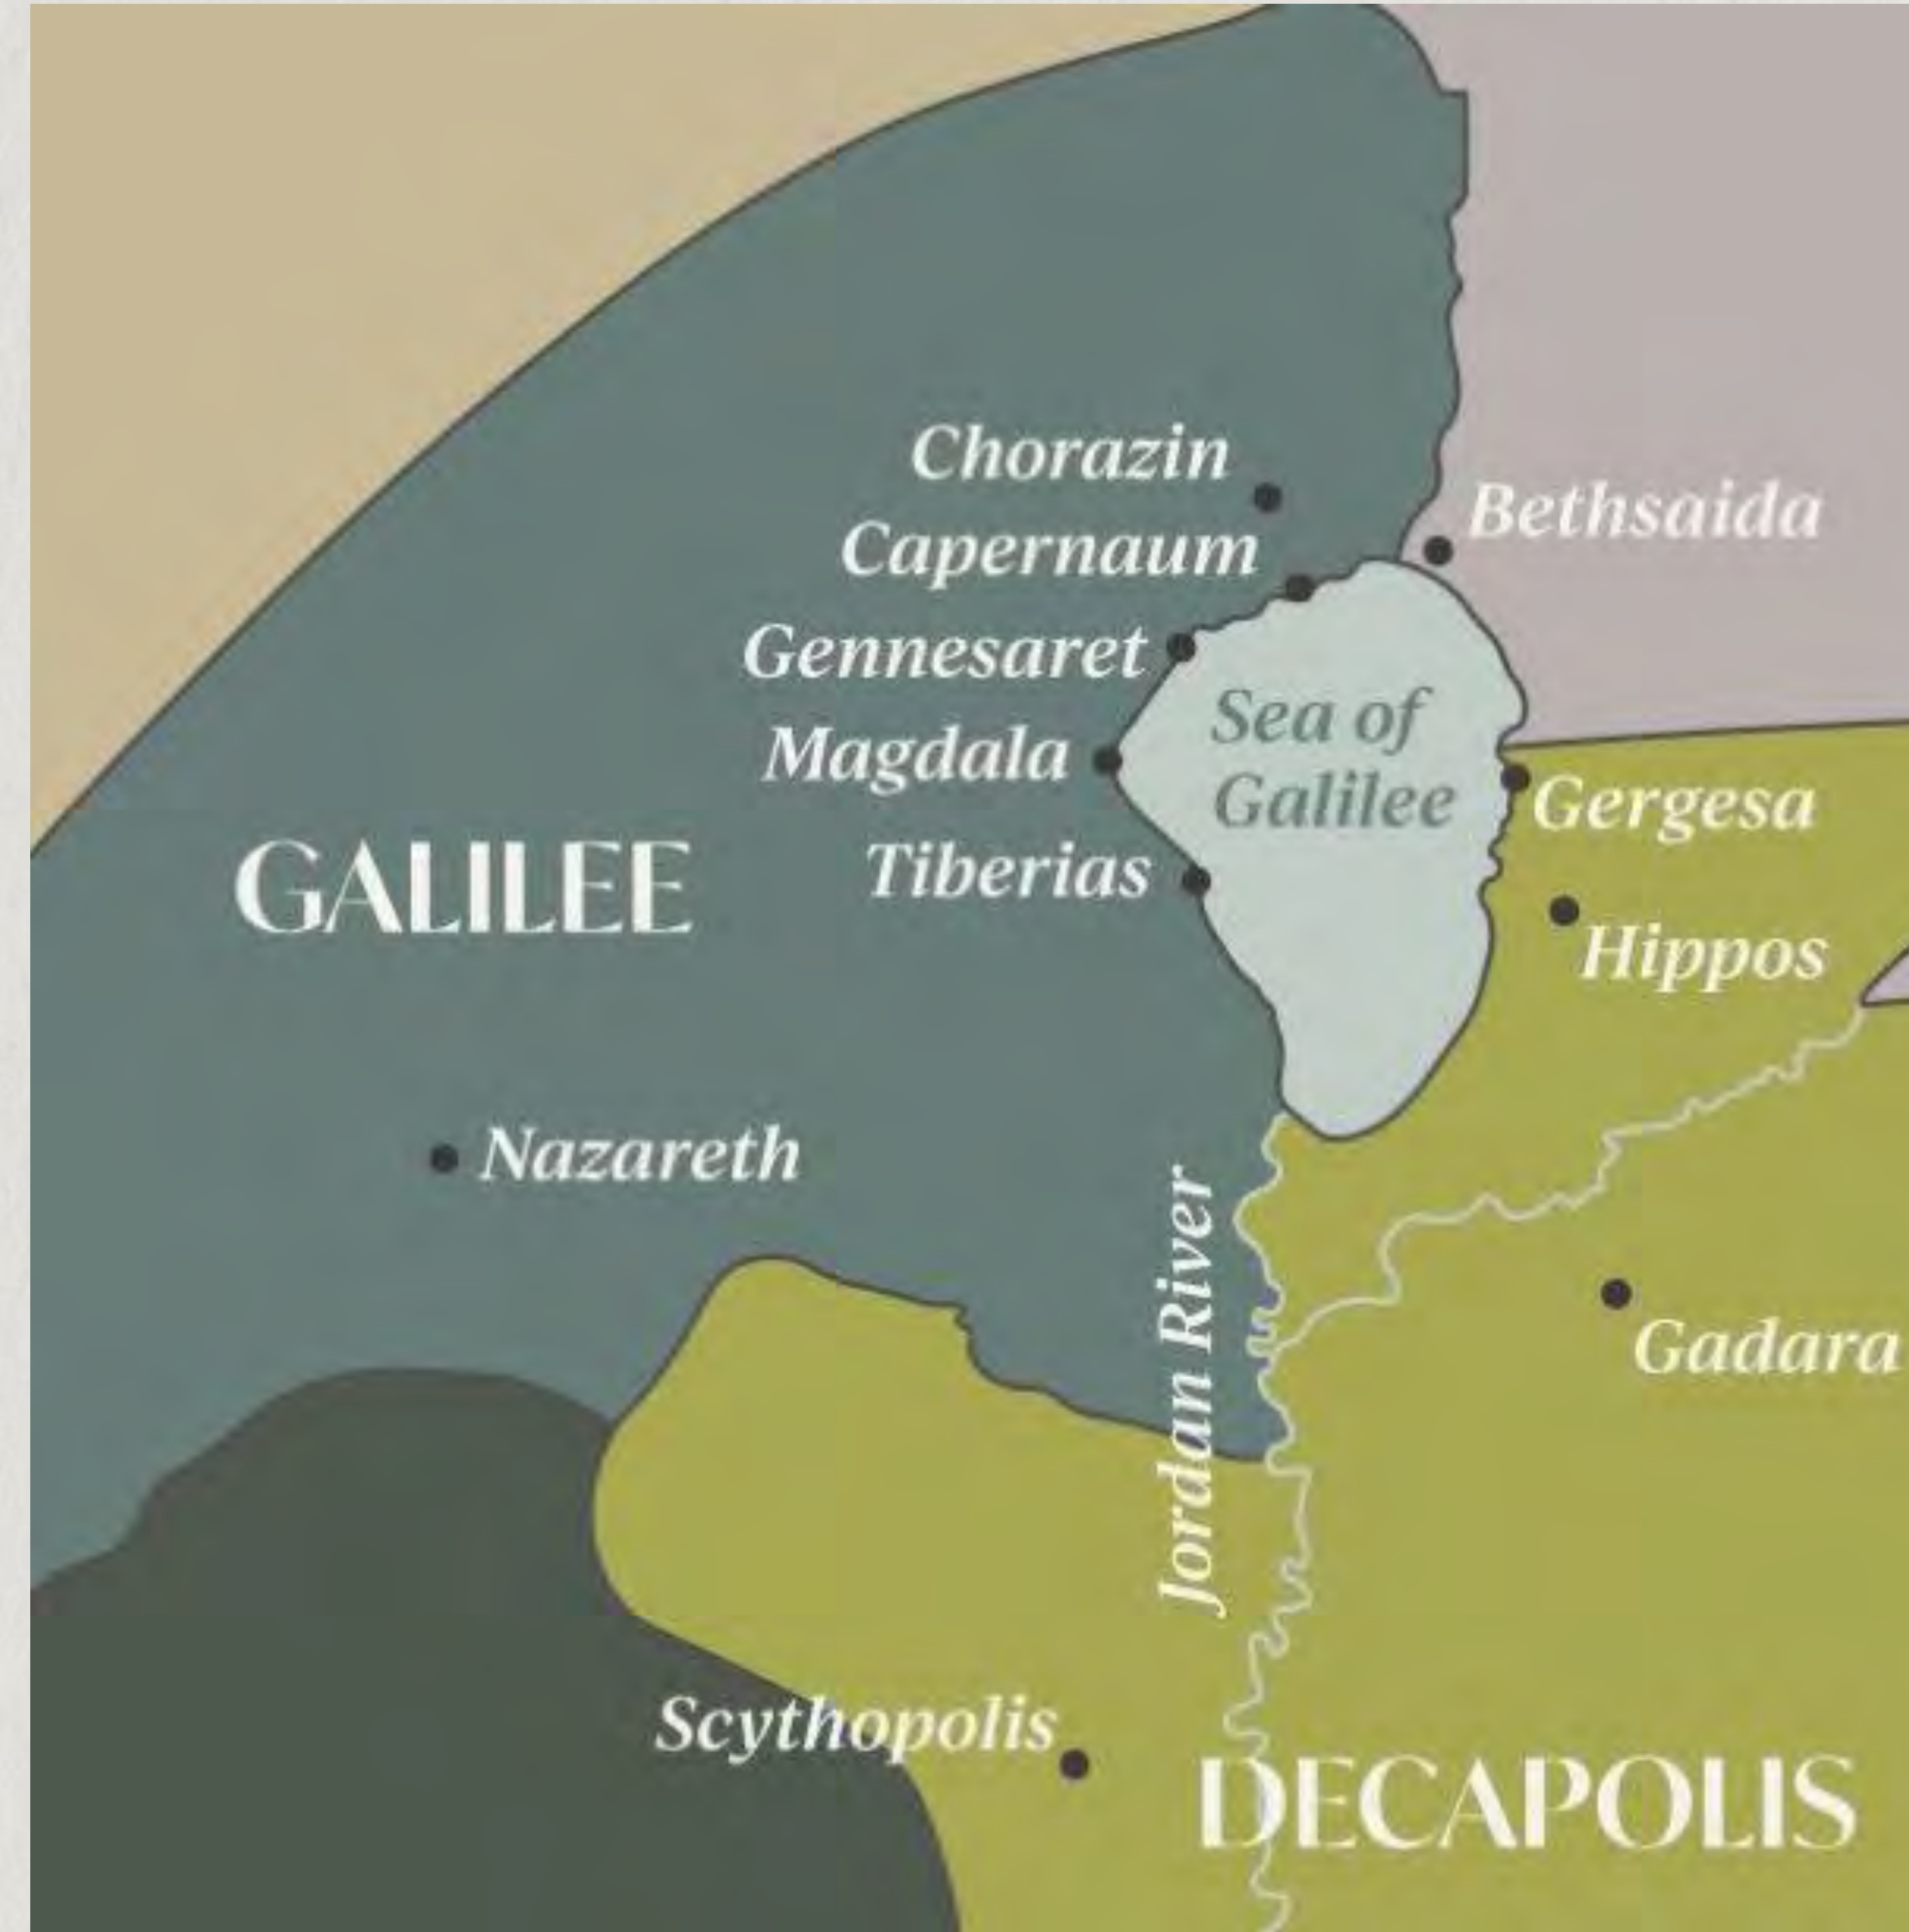 Chorazin
Bethsaida
Capernaum
Gennesaret
Sea of
Galilee
Magdala
Gergesa
GALILEE
Tiberias
Hippos
Nazareth
Jordan River
Gadara
Scythopolis
DECAPOLIS